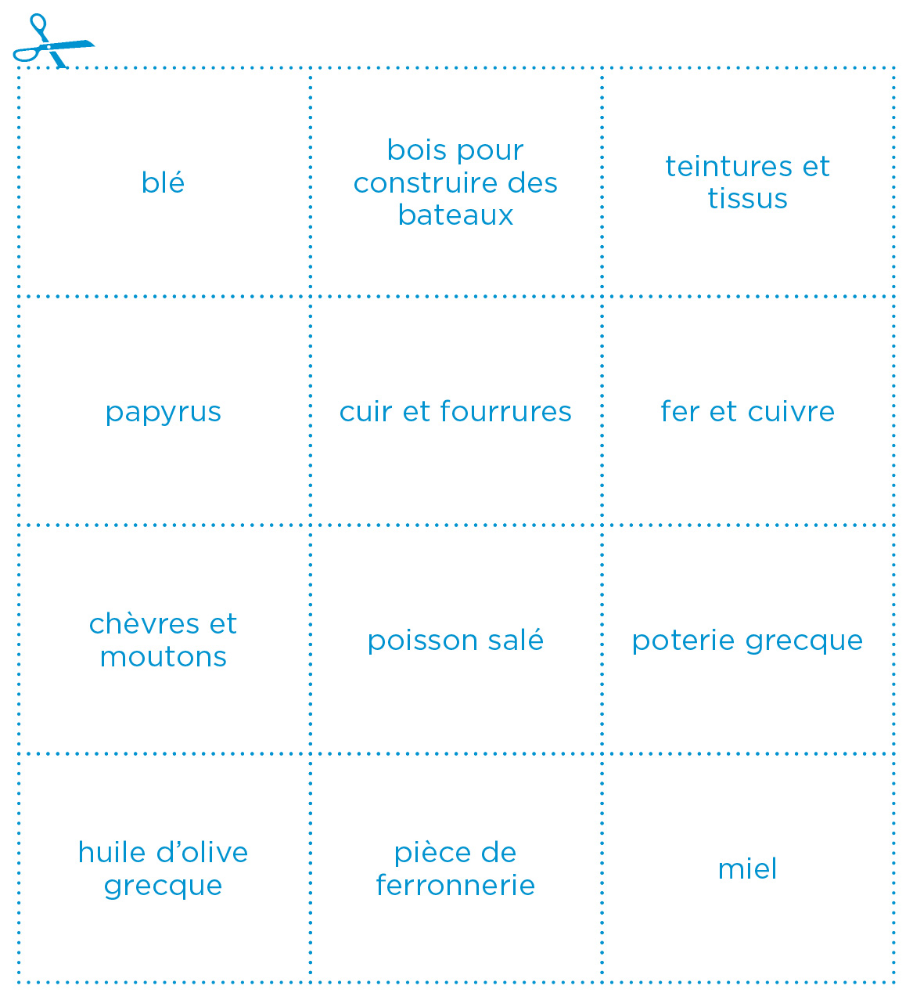 blé
bois pour
construire des
bateaux
teintures et
tissus
papyrus
cuir et fourrures
fer et cuivre
chèvres et
moutons
poisson salé
poterie grecque
huile d’olive
grecque
pièce de
ferronnerie
miel